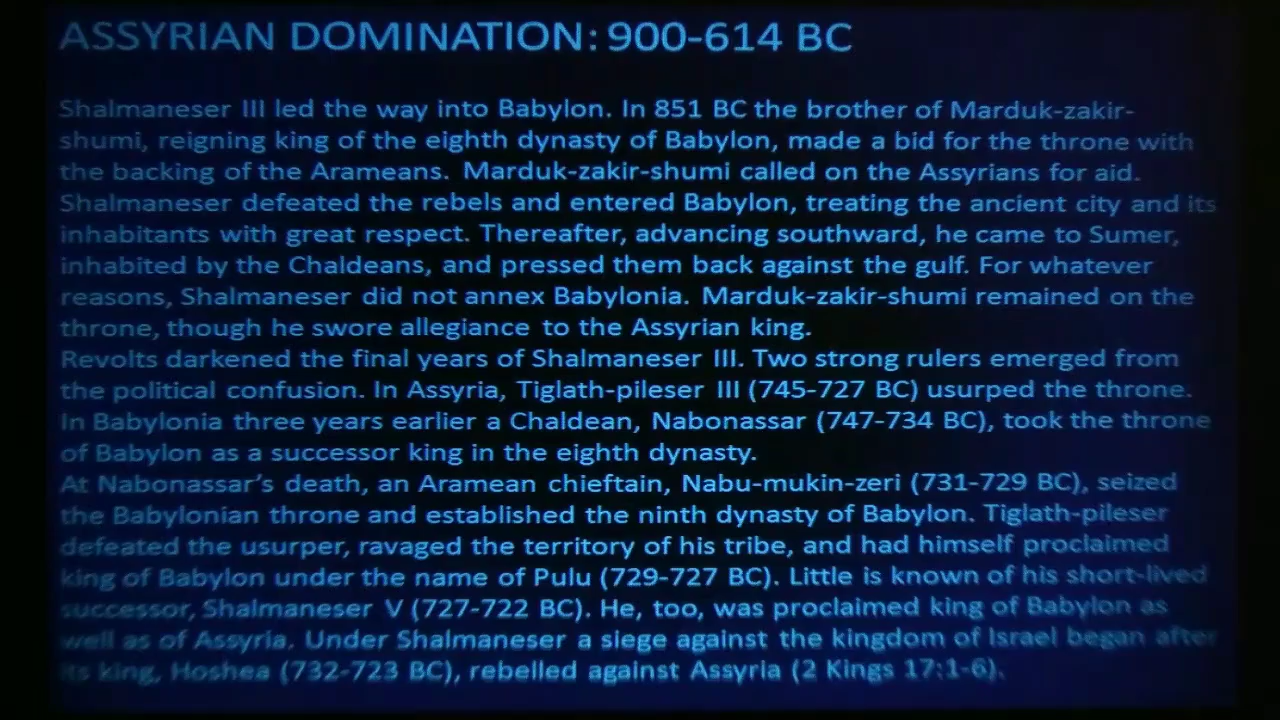 ASSYRIAN DOMINATION: 900-614 BC
Shalmaneser III led the way into Babylon. In 851 BC the brother of Marduk-zakir-
shumi, reigning king of the eighth dynasty of Babylon, made a bid for the throne with
the backing of the Arameans. Marduk-zakir-shumi called on the Assyrians for aid.
Shalmaneser defeated the rebels and entered Babylon, treating the ancient city and its
inhabitants with great respect. Thereafter, advancing southward, he came to Sumer,
inhabited by the Chaldeans, and pressed them back against the gulf. For whatever
reasons, Shalmaneser did not annex Babylonia. Marduk-zakir-shumi remained on the
throne, though he swore allegiance to the Assyrian king.
Revolts darkened the final years of Shalmaneser III. Two strong rulers emerged from
the political confusion. In Assyria, Tiglath-pileser III (745-727 BC) usurped the throne.
In Babylonia three years earlier a Chaldean, Nabonassar (747-734 BC), took the throne
of Babylon as a successor king in the eighth dynasty.
At Nabonassar's death, an Aramean chieftain, Nabu-mukin-zeri (731-729 BC), seized
the Babylonian throne and established the ninth dynasty of Babylon. Tiglath-pileser
defeated the usurper, ravaged the territory of his tribe, and had himself proclaimed
king of Babylon under the name of Pulu (729-727 BC). Little is known of his short-lived
successor, Shalmaneser V (727-722 BC). He, too, was proclaimed king of Babylon as
well as of Assyria. Under Shalmaneser a siege against the kingdom of Israel began after
its king, Hoshea (732-723 BC), rebelled against Assyria (2 Kings 17:1-6).